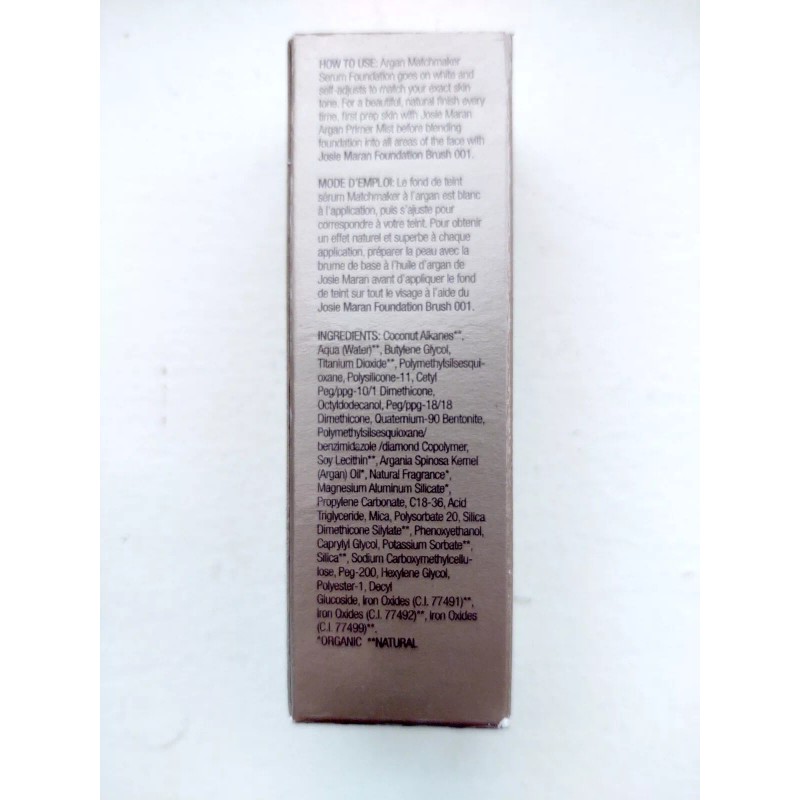 HOW TO USE: Argan Matchmaker
Serum Foundation goes on white and
self-adjusts to match your exact skin
tone. For a beautiful, natural finish every
time, first prep skin with Josie Maran
Argan Primer Mist before blending
foundation into all areas of the face with
Josie Maran Foundation Brush 001.
MODE D'EMPLOI: Le fond de teint
sérum Matchmaker à l'argan est blanc
à l'application, puis s'ajuste pour
correspondre à votre teint. Pour obtenir
un effet naturel et superbe à chaque
application, préparer la peau avec la
brume de base à l'huile d'argan de
Josie Maran avant d'appliquer le fond
de teint sur tout le visage à l'aide du
Josie Maran Foundation Brush 001.
INGREDIENTS: Coconut Alkanes**,
Aqua (Water)**, Butylene Glycol,
Titanium Dioxide**, Polymethylsilsesqui-
oxane, Polysilicone-11, Cetyl
Peg/ppg-10/1 Dimethicone,
Octyldodecanol, Peg/ppg-18/18
Dimethicone, Quaternium-90 Bentonite,
Polymethylsilsesquioxane/
benzimidazole /diamond Copolymer,
Soy Lecithin**, Argania Spinosa Kernel
(Argan) Oil*, Natural Fragrance*,
Magnesium Aluminum Silicate*,
Propylene Carbonate, C18-36, Acid
Triglyceride, Mica, Polysorbate 20, Silica
Dimethicone Silylate**, Phenoxyethanol,
Caprylyl Glycol, Potassium Sorbate**,
Silica**, Sodium Carboxymethylcellu-
lose, Peg-200, Hexylene Glycol,
Polyester-1, Decyl
Glucoside, Iron Oxides (C.I. 77491)**,
Iron Oxides (C.I. 77492)**, Iron Oxides
(C.I. 77499)**.
*ORGANIC **NATURAL